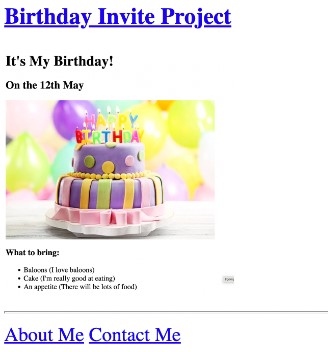 Birthday Invite Project
It's My Birthday!
On the 12th May
HAPPY
BIRTHDAY
What to bring:
Baloons (I love baloons)
Cake (I'm really good at eating)
An appetite (There will be lots of food)
About Me Contact Me